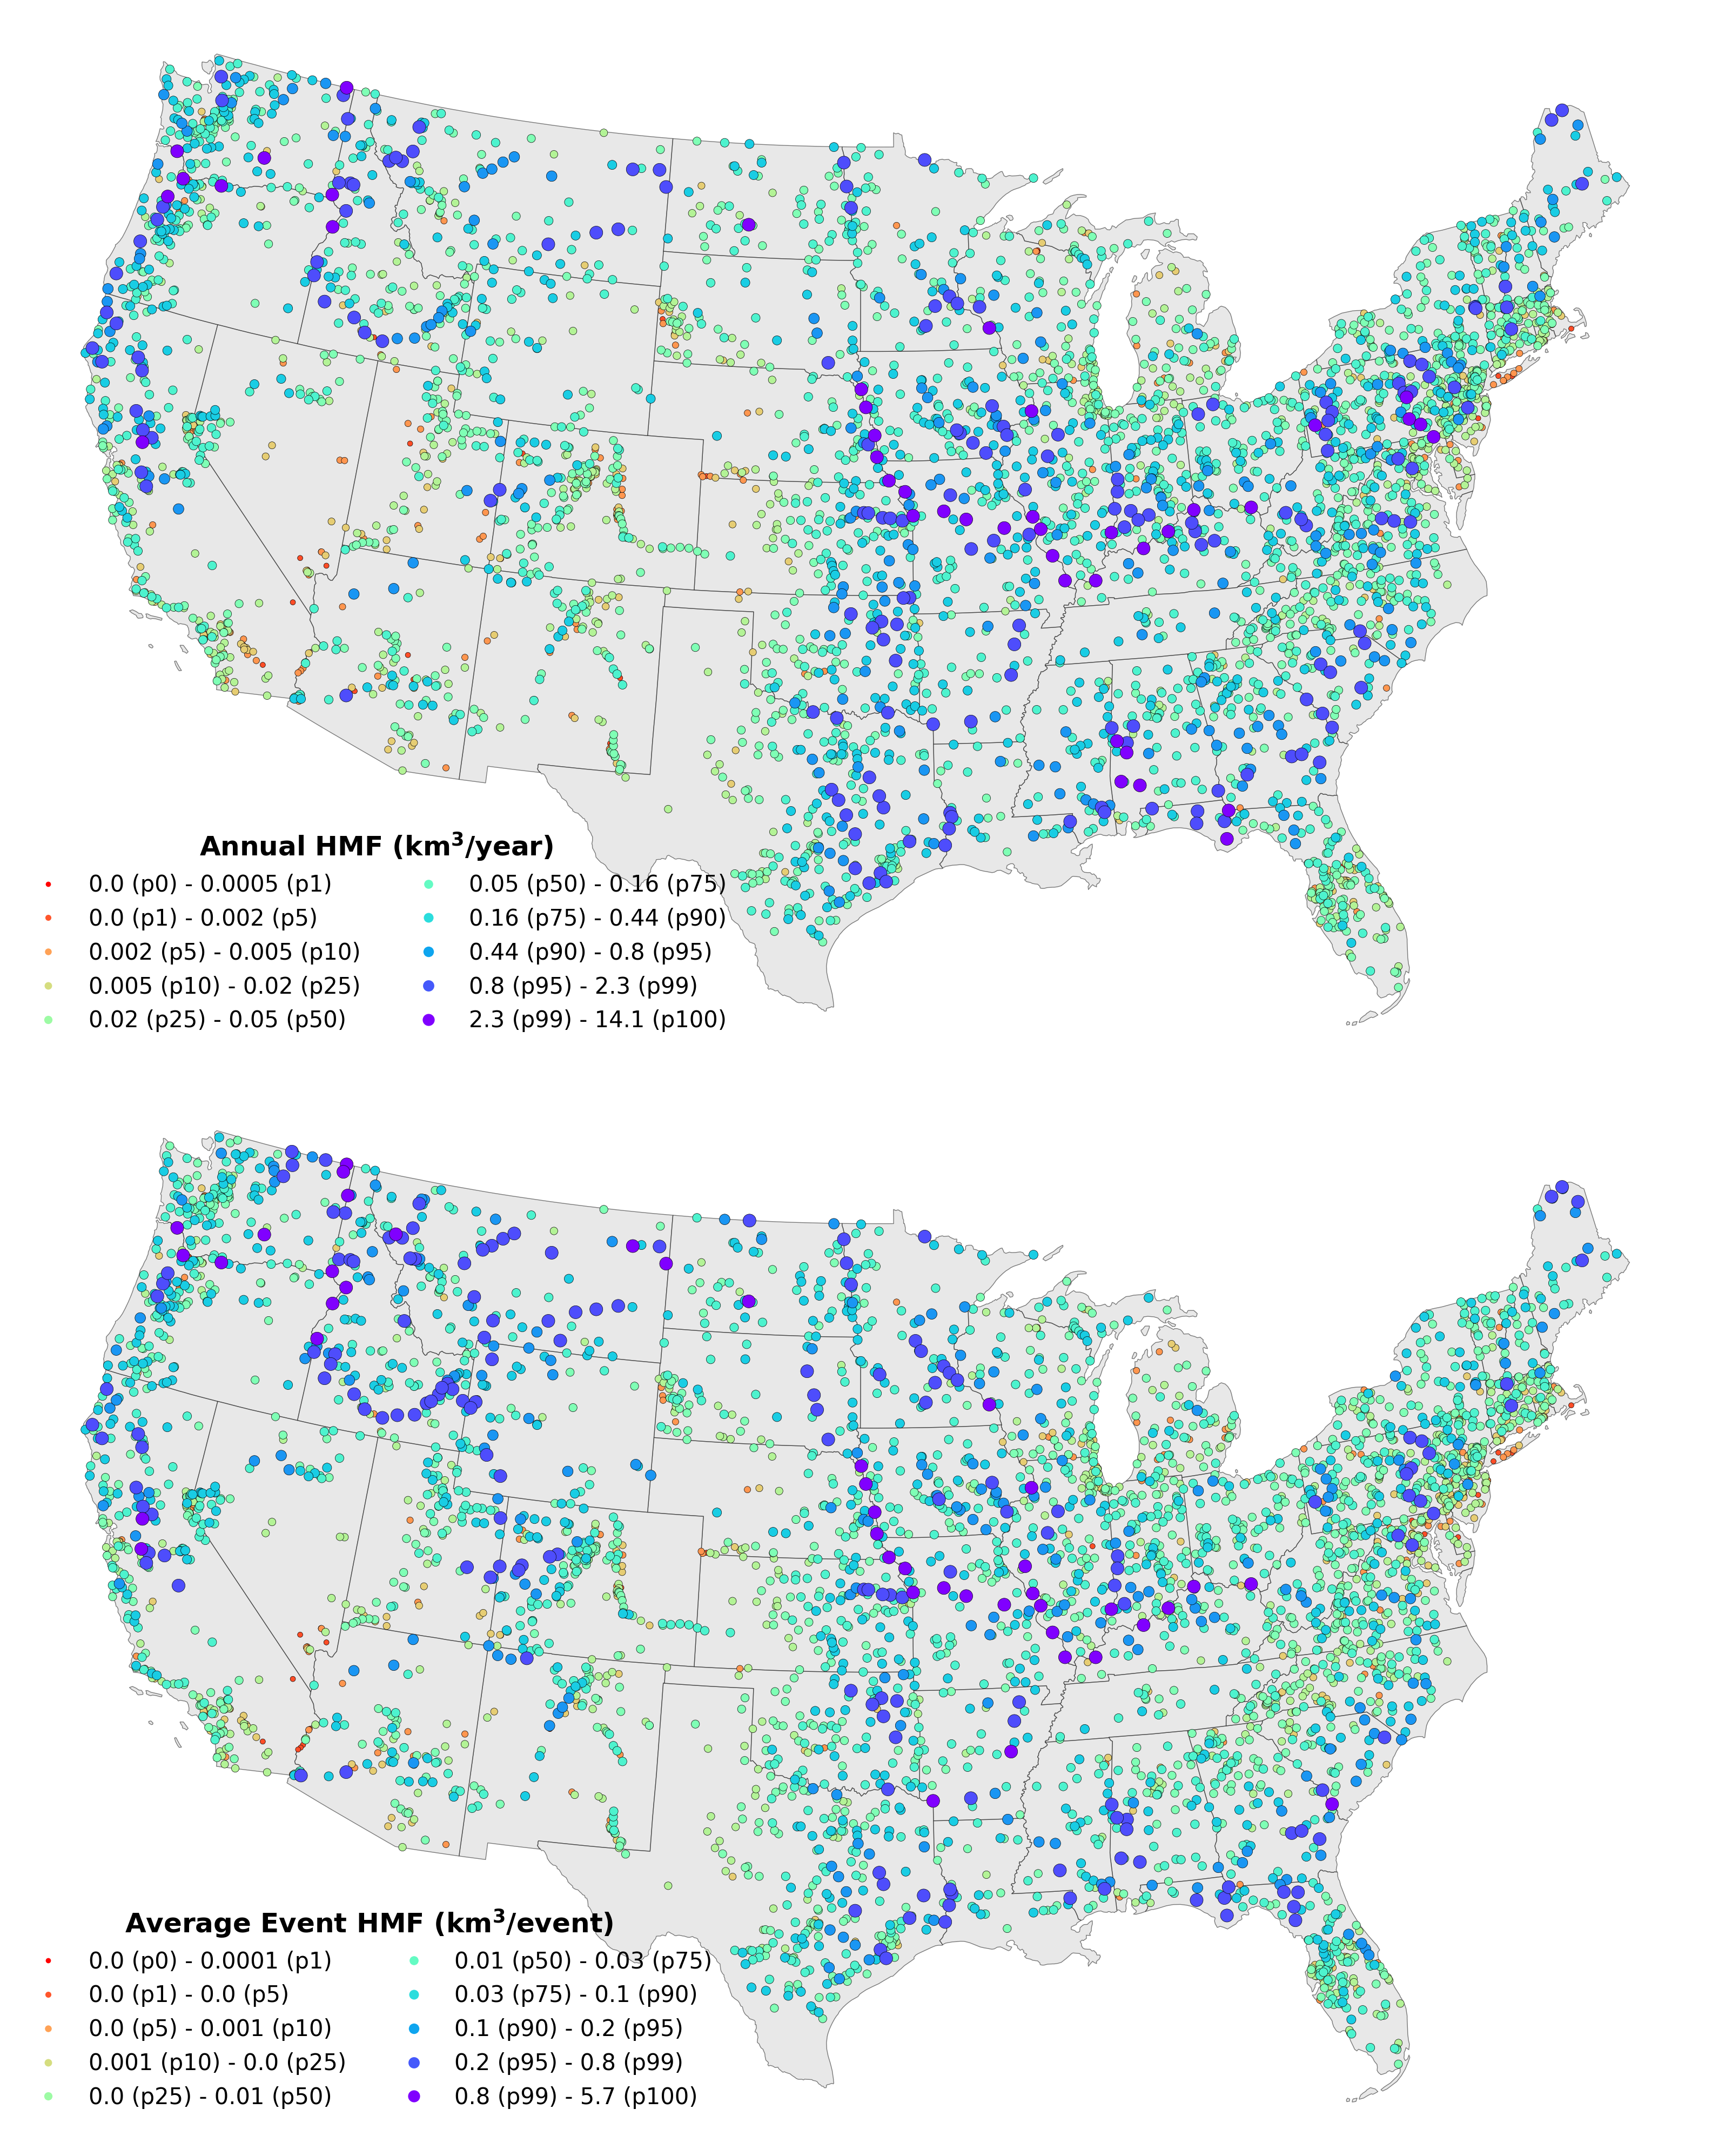 Annual HMF (km³/year)
0.0 (p0) - 0.0005 (p1)
0.0 (p1) - 0.002 (p5)
0.002 (p5) - 0.005 (p10)
0.005 (p10) - 0.02 (p25)
0.02 (p25) - 0.05 (p50)
0.05 (p50) - 0.16 (p75)
0.16 (p75) - 0.44 (p90)
0.44 (p90) - 0.8 (p95)
0.8 (p95) - 2.3 (p99)
2.3 (p99) - 14.1 (p100)
Average Event HMF (km³/event)
0.0 (p0) - 0.0001 (p1)
0.0 (p1) - 0.0 (p5)
0.0 (p5) - 0.001 (p10)
0.001 (p10) - 0.0 (p25)
0.0 (p25) - 0.01 (p50)
0.01 (p50) - 0.03 (p75)
0.03 (p75) - 0.1 (p90)
0.1 (p90) - 0.2 (p95)
0.2 (p95) - 0.8 (p99)
0.8 (p99) - 5.7 (p100)